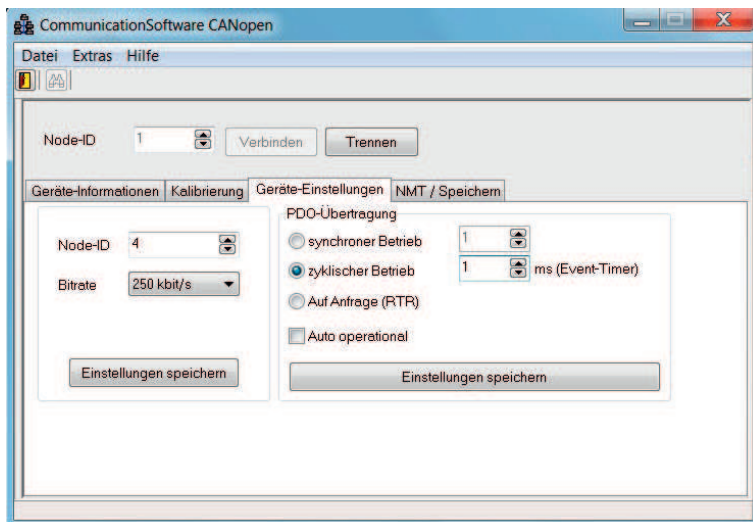 CommunicationSoftware CANopen
Datei Extras Hilfe
Node-ID 1 Verbinden Trennen
Geräte-Informationen Kalibrierung Geräte-Einstellungen NMT / Speichern
Node-ID 4
Bitrate 250 kbit/s
Einstellungen speichern
PDO-Übertragung
synchroner Betrieb 1
zyklischer Betrieb 1 ms (Event-Timer)
Auf Anfrage (RTR)
Auto operational
Einstellungen speichern